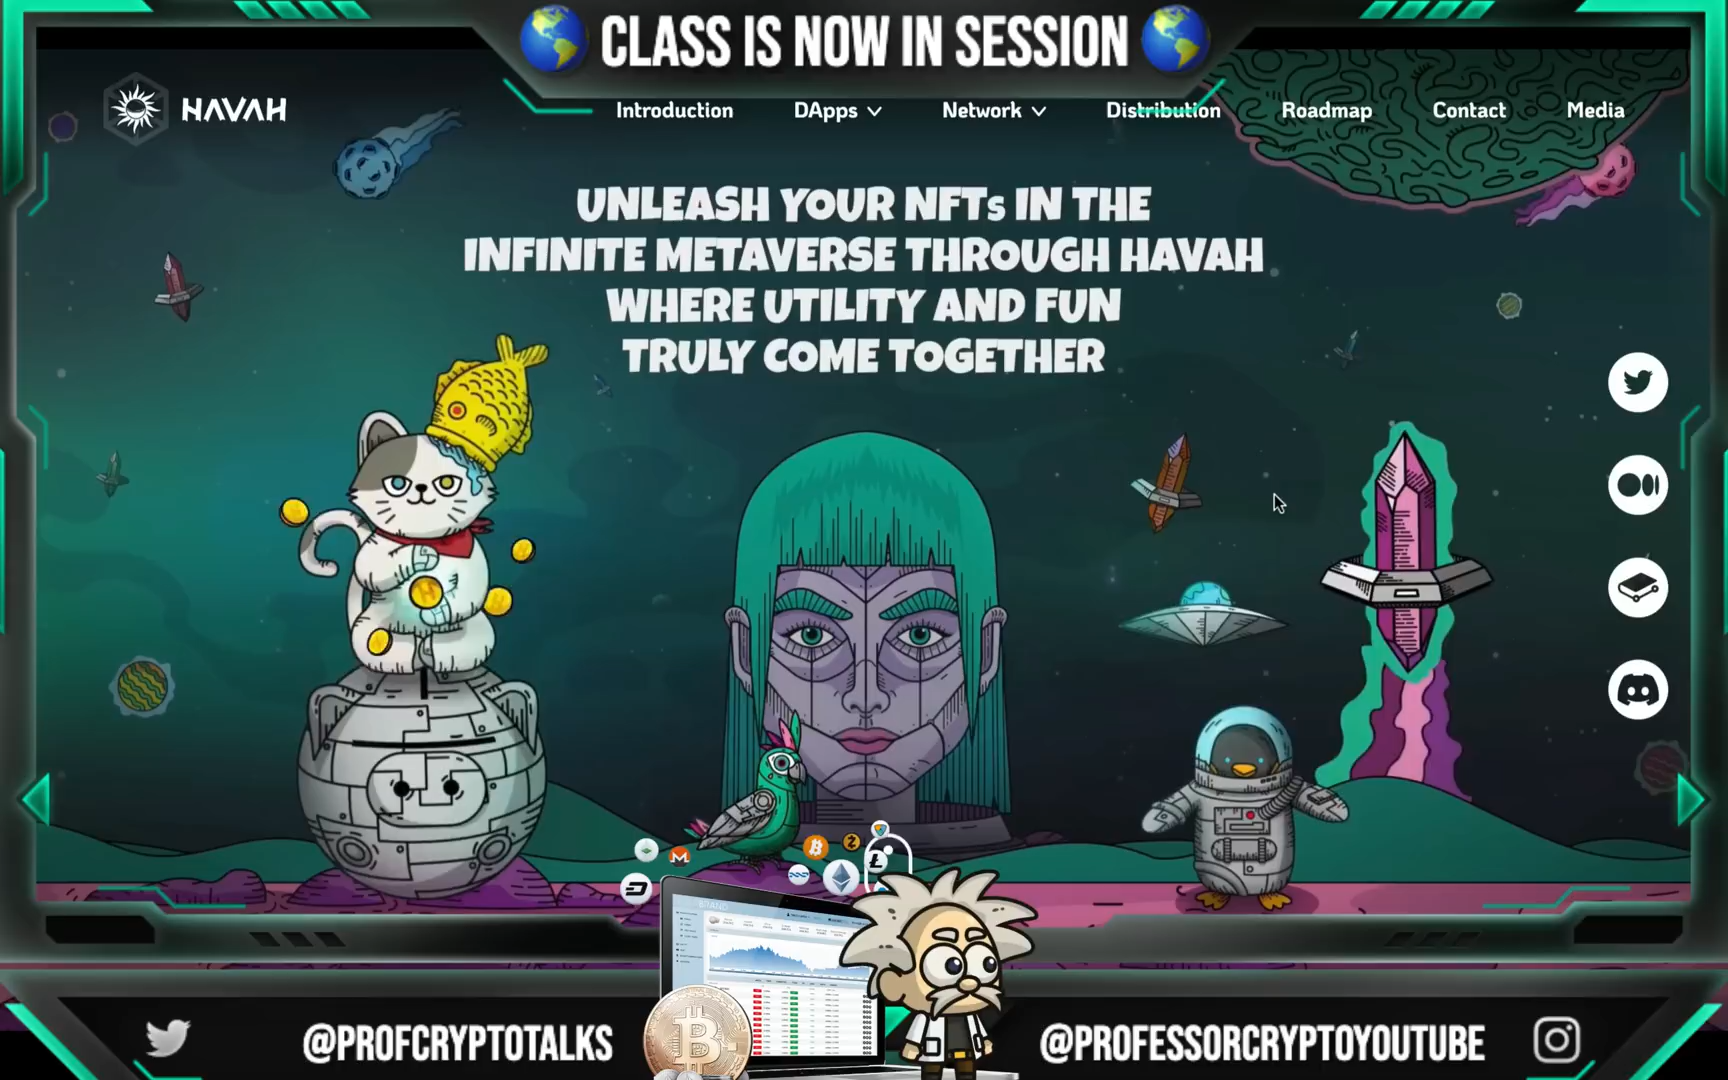 CLASS IS NOW IN SESSION
HAVAH
Introduction
DApps
Network
Distribution
Roadmap
Contact
Media
UNLEASH YOUR NFTs IN THE
INFINITE METAVERSE THROUGH HAVAH
WHERE UTILITY AND FUN
TRULY COME TOGETHER
@PROFCRYPTOTALKS
@PROFESSORCRYPTOYOUTUBE